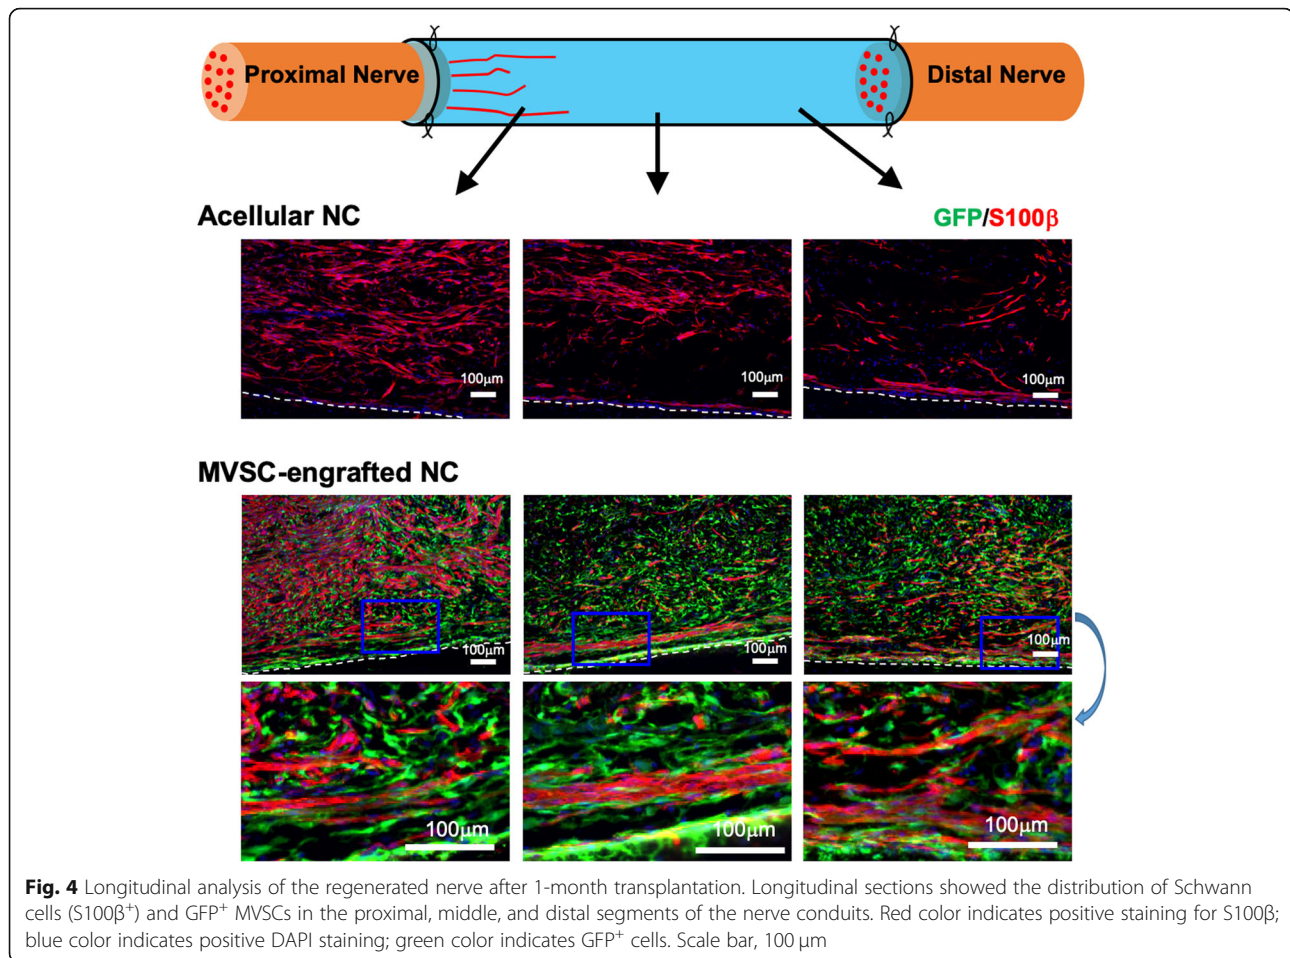 Proximal Nerve
Distal Nerve
Acellular NC
GFP/S100β
100μm
100μm
100μm
MVSC-engrafted NC
100μm
100μm
100μm
100μm
100μm
100μm
Fig. 4 Longitudinal analysis of the regenerated nerve after 1-month transplantation. Longitudinal sections showed the distribution of Schwann
cells (S100β⁺) and GFP⁺ MVSCs in the proximal, middle, and distal segments of the nerve conduits. Red color indicates positive staining for S100β;
blue color indicates positive DAPI staining; green color indicates GFP⁺ cells. Scale bar, 100 μm